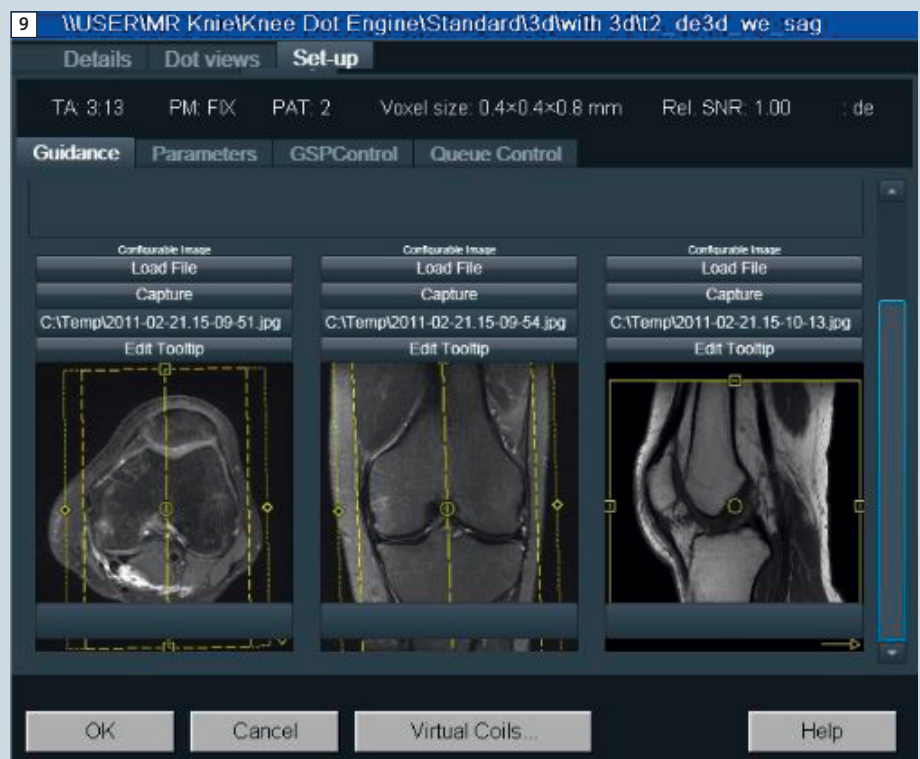 9
\\USER\MR Knie\Knee Dot Engine\Standard\3d\with 3d\t2_de3d_we_sag
Details Dot views Set-up
TA: 3:13 PM: FIX PAT: 2 Voxel size: 0.4×0.4×0.8 mm Rel. SNR: 1.00 : de
Guidance Parameters GSPControl Queue Control
Configurable Image Configurable Image Configurable Image
Load File Load File Load File
Capture Capture Capture
C:\Temp\2011-02-21.15-09-51.jpg C:\Temp\2011-02-21.15-09-54.jpg C:\Temp\2011-02-21.15-10-13.jpg
Edit Tooltip Edit Tooltip Edit Tooltip
OK Cancel Virtual Coils... Help